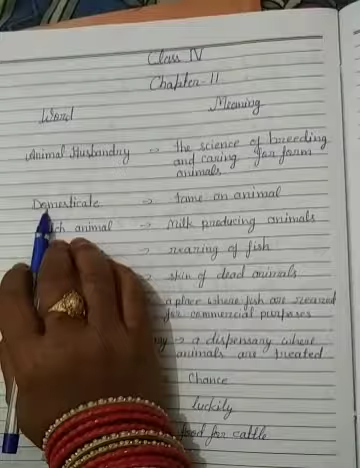 Class IV
Chapter-11
Word Meaning
Animal Husbandry → the science of breeding
and caring for farm
animals.
Domesticate → tame an animal
animal → milk producing animals
→ rearing of fish
→ skin of dead animals
a place where fish are reared
for commercial purposes
→ a dispensary where
animals are treated
Chance
luckily
food for cattle